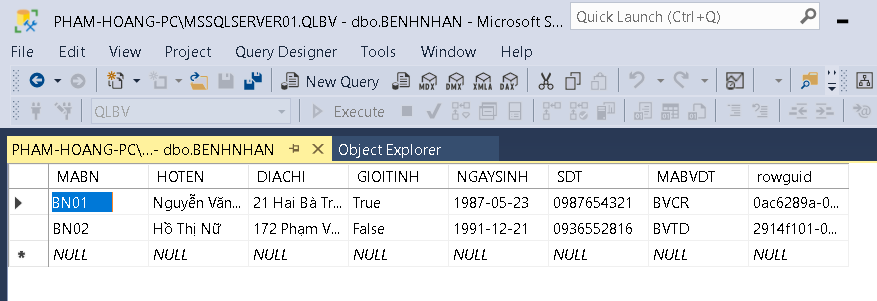 PHAM-HOANG-PC\MSSQLSERVER01.QLBV - dbo.BENHNHAN - Microsoft S... Quick Launch (Ctrl+Q)
File Edit View Project Query Designer Tools Window Help
New Query MDX DMX XMLA DAX
QLBV Execute
PHAM-HOANG-PC\...- dbo.BENHNHAN Object Explorer
MABN HOTEN DIACHI GIOITINH NGAYSINH SDT MABVDT rowguid
BN01 Nguyễn Văn... 21 Hai Bà Tr... True 1987-05-23 0987654321 BVCR 0ac6289a-0...
BN02 Hồ Thị Nữ 172 Phạm V... False 1991-12-21 0936552816 BVTD 2914f101-0...
NULL NULL NULL NULL NULL NULL NULL NULL